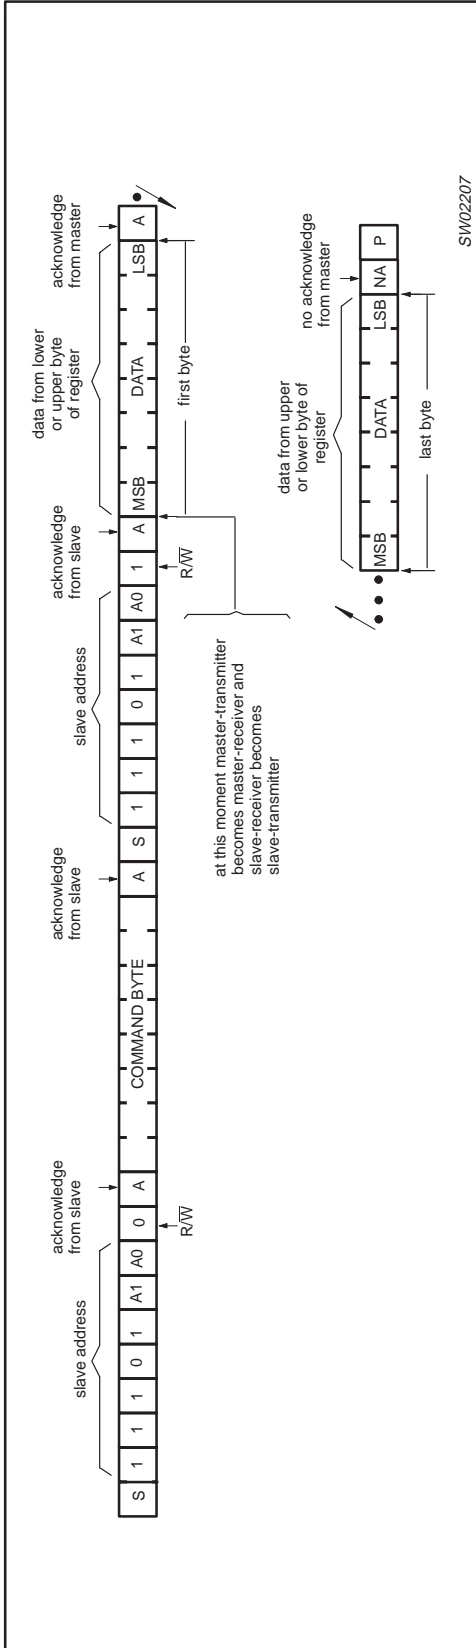 slave address
acknowledge
from slave
acknowledge
from slave
slave address
acknowledge
from slave
data from lower
or upper byte
of register
acknowledge
from master
S 1 1 1 0 1 A1 A0 0 A COMMAND BYTE A S 1 1 1 0 1 A1 A0 1 A MSB DATA LSB A
R/W
R/W
first byte
at this moment master-transmitter
becomes master-receiver and
slave-receiver becomes
slave-transmitter
data from upper
or lower byte of
register
no acknowledge
from master
MSB DATA LSB NA P
last byte
SW02207